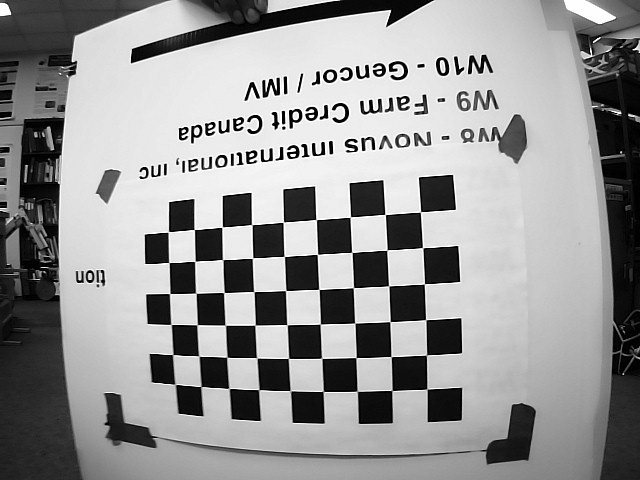 W8 - Novus International, Inc
W9 - Farm Credit Canada
W10 - Gencor / IMV
tion